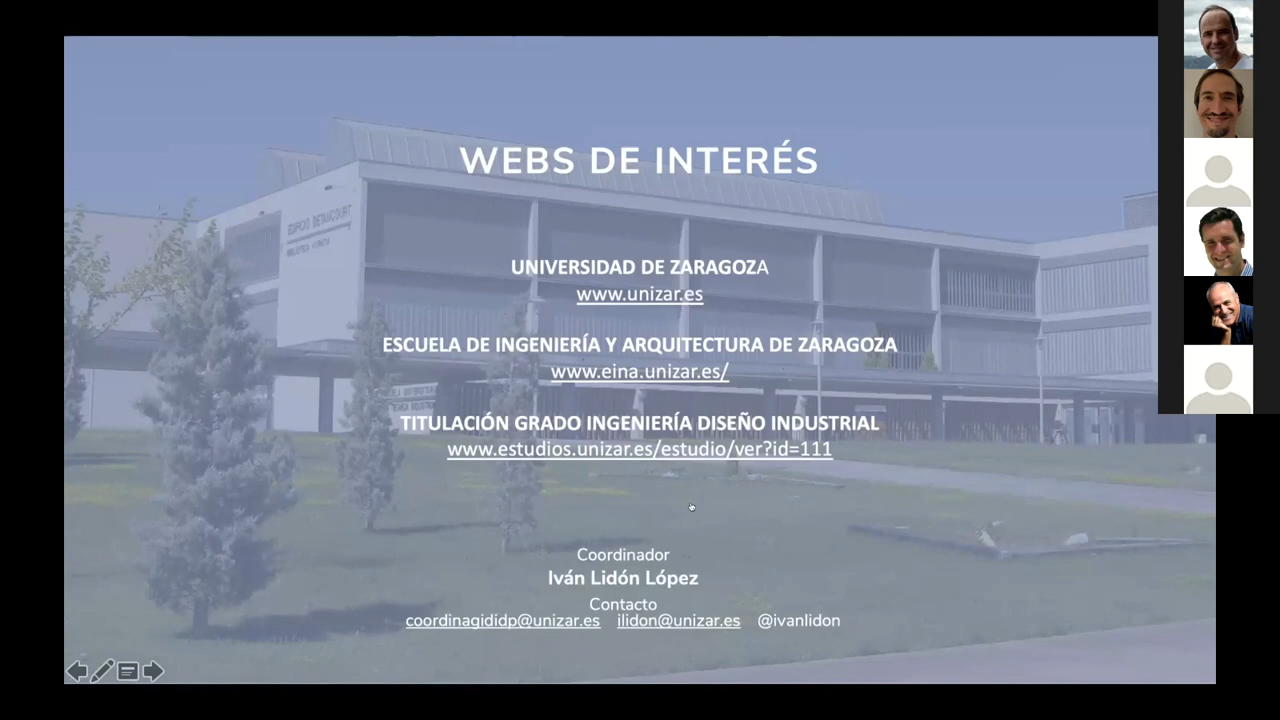 WEBS DE INTERÉS
EDIFICIO BETANCOURT
UNIVERSIDAD DE ZARAGOZA
www.unizar.es
ESCUELA DE INGENIERÍA Y ARQUITECTURA DE ZARAGOZA
www.eina.unizar.es/
TITULACIÓN GRADO INGENIERÍA DISEÑO INDUSTRIAL
www.estudios.unizar.es/estudio/ver?id=111
Coordinador
Iván Lidón López
Contacto
coordinagididp@unizar.es ilidon@unizar.es @ivanlidon